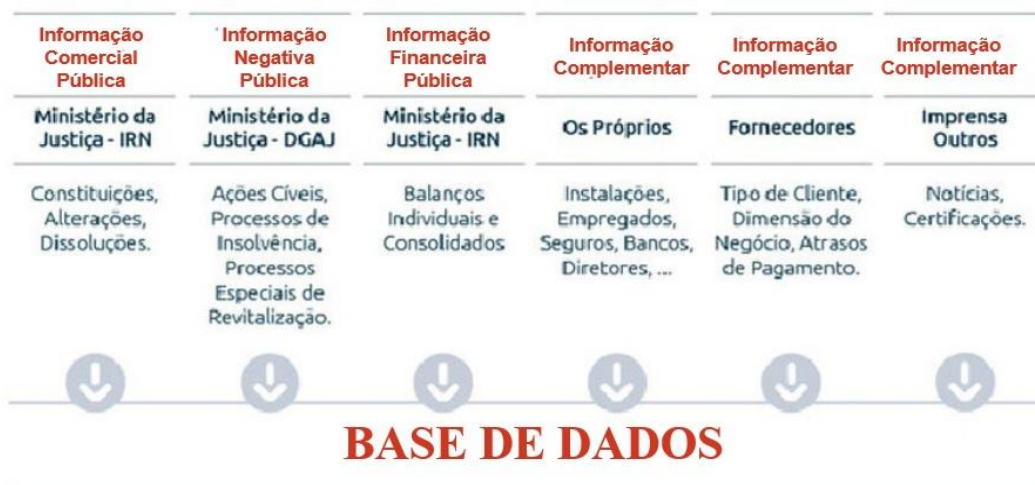 Informação
Comercial
Pública
Informação
Negativa
Pública
Informação
Financeira
Pública
Informação
Complementar
Informação
Complementar
Informação
Complementar
Ministério da
Justiça - IRN
Ministério da
Justiça - DGAJ
Ministério da
Justiça - IRN
Os Próprios
Fornecedores
Imprensa
Outros
Constituições,
Alterações,
Dissoluções.
Ações Cíveis,
Processos de
Insolvência,
Processos
Especiais de
Revitalização.
Balanços
Individuais e
Consolidados
Instalações,
Empregados,
Seguros, Bancos,
Diretores, ...
Tipo de Cliente,
Dimensão do
Negócio, Atrasos
de Pagamento.
Notícias,
Certificações.
BASE DE DADOS